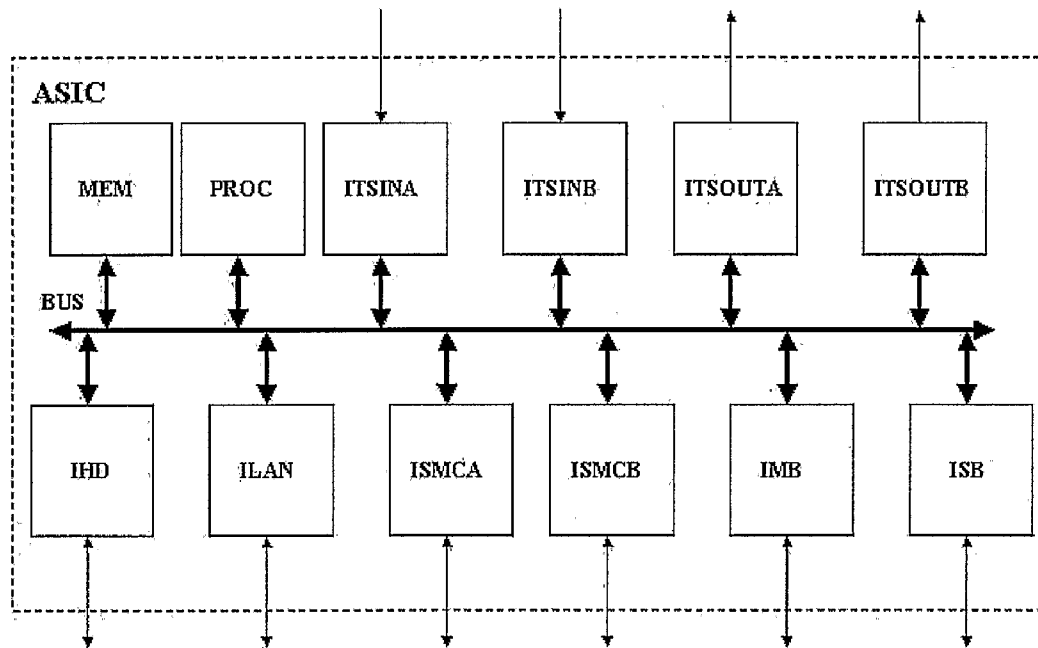 ASIC
MEM PROC ITSINA ITSINB ITSOUTA ITSOUTB
BUS
IHD ILAN ISMCA ISMCB IMB ISB